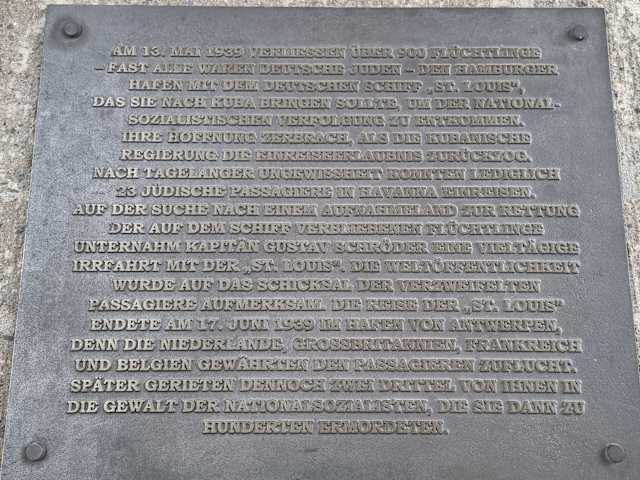 AM 13. MAI 1939 VERLIESSEN ÜBER 900 FLÜCHTLINGE
– FAST ALLE WAREN DEUTSCHE JUDEN – DEN HAMBURGER
HAFEN MIT DEM DEUTSCHEN SCHIFF „ST. LOUIS",
DAS SIE NACH KUBA BRINGEN SOLLTE, UM DER NATIONAL-
SOZIALISTISCHEN VERFOLGUNG ZU ENTKOMMEN.
IHRE HOFFNUNG ZERBRACH, ALS DIE KUBANISCHE
REGIERUNG DIE EINREISEERLAUBNIS ZURÜCKZOG.
NACH TAGELANGER UNGEWISSHEIT KONNTEN LEDIGLICH
23 JÜDISCHE PASSAGIERE IN HAVANNA EINREISEN.
AUF DER SUCHE NACH EINEM AUFNAHMELAND ZUR RETTUNG
DER AUF DEM SCHIFF VERBLIEBENEN FLÜCHTLINGE
UNTERNAHM KAPITÄN GUSTAV SCHRÖDER EINE VIELTÄGIGE
IRRFAHRT MIT DER „ST. LOUIS". DIE WELTÖFFENTLICHKEIT
WURDE AUF DAS SCHICKSAL DER VERZWEIFELTEN
PASSAGIERE AUFMERKSAM. DIE REISE DER „ST. LOUIS"
ENDETE AM 17. JUNI 1939 IM HAFEN VON ANTWERPEN,
DENN DIE NIEDERLANDE, GROSSBRITANNIEN, FRANKREICH
UND BELGIEN GEWÄHRTEN DEN PASSAGIEREN ZUFLUCHT.
SPÄTER GERIETEN DENNOCH ZWEI DRITTEL VON IHNEN IN
DIE GEWALT DER NATIONALSOZIALISTEN, DIE SIE DANN ZU
HUNDERTEN ERMORDETEN.